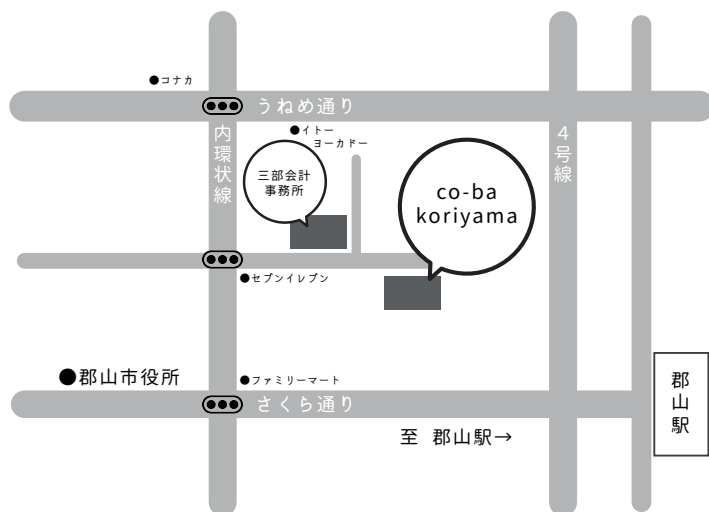 ●コナカ
うねめ通り
●イトー
ヨーカドー
内環状線
4号線
三部会計
事務所
co-ba
koriyama
●セブンイレブン
●郡山市役所
●ファミリーマート
さくら通り
郡山駅
至 郡山駅→